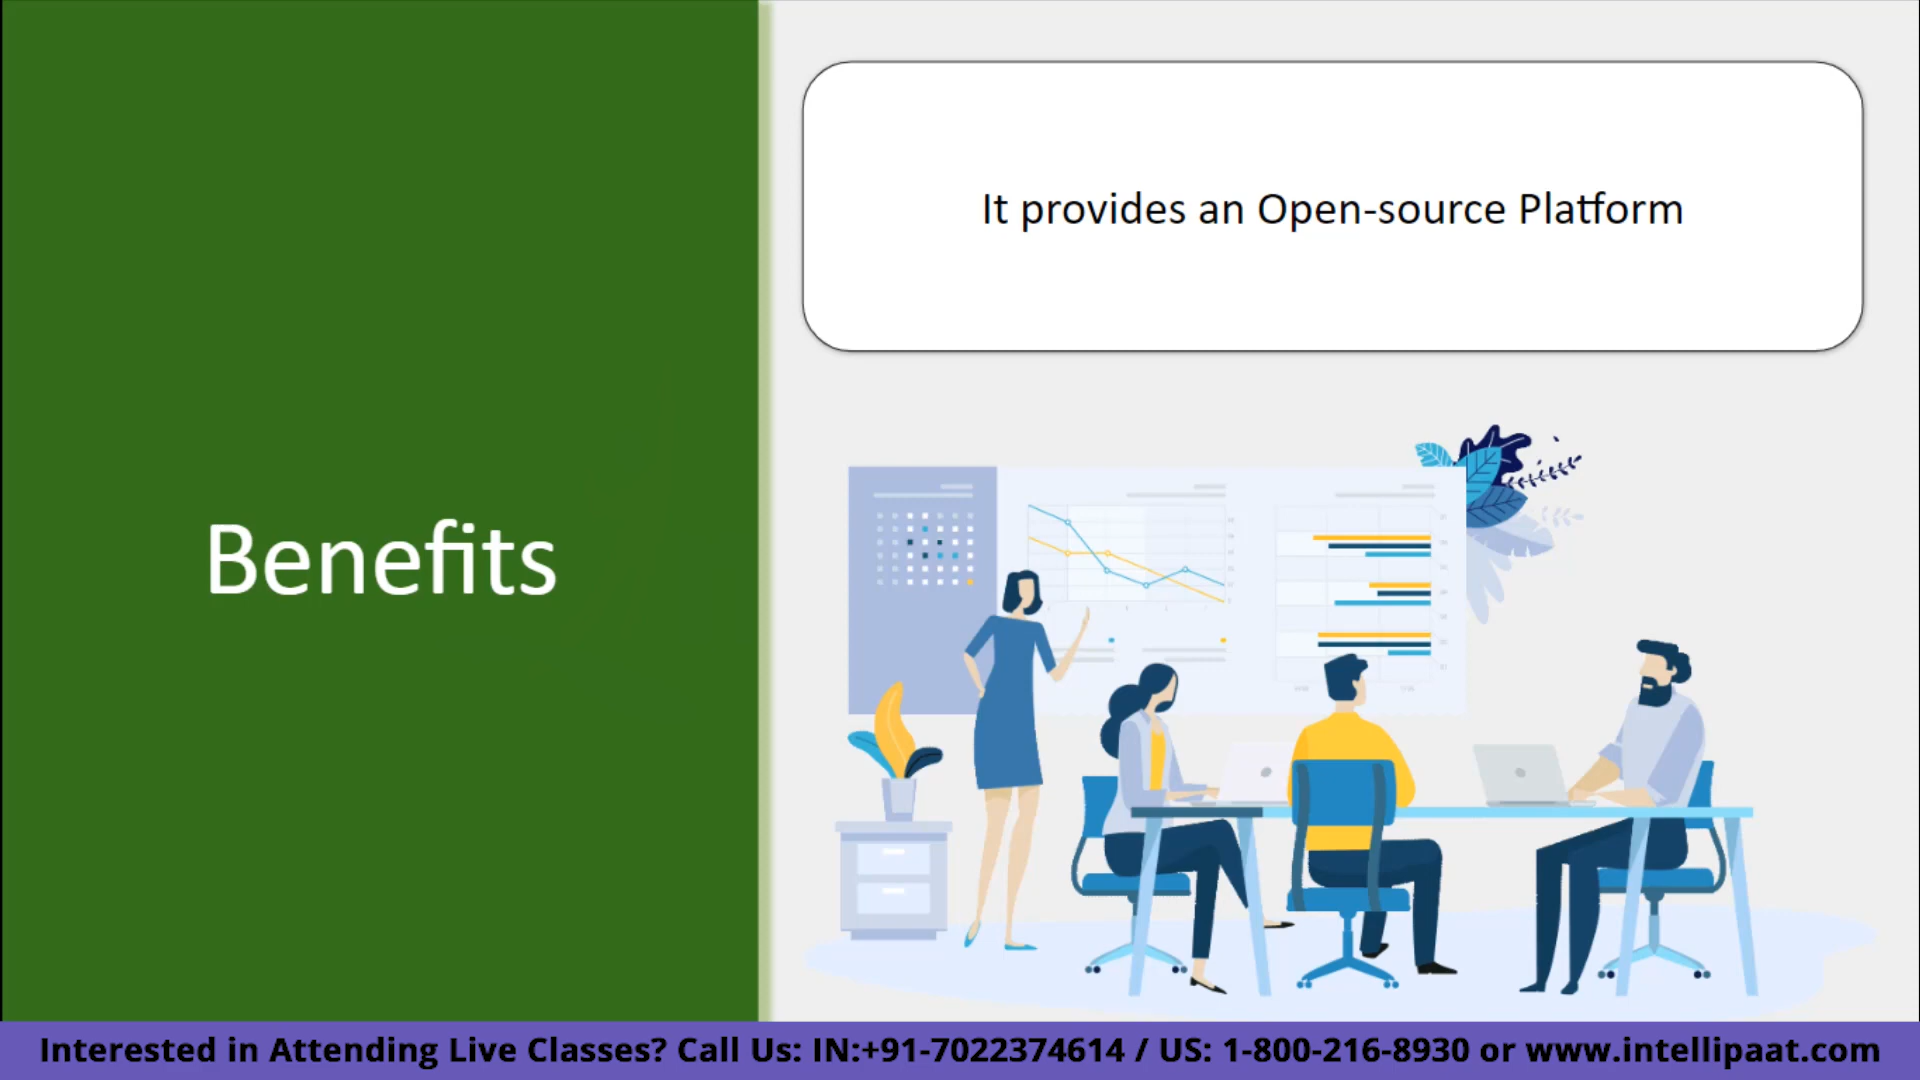 It provides an Open-source Platform
Benefits
Interested in Attending Live Classes? Call Us: IN:+91-7022374614 / US: 1-800-216-8930 or www.intellipaat.com